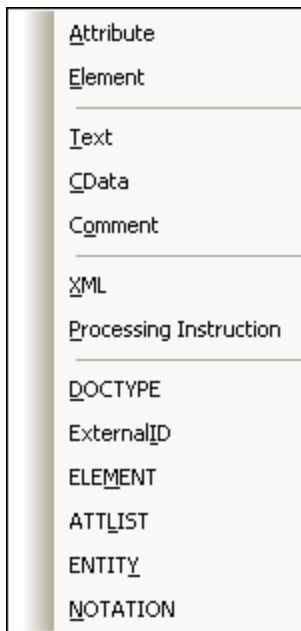 Attribute
Element
Text
CData
Comment
XML
Processing Instruction
DOCTYPE
ExternalID
ELEMENT
ATTLIST
ENTITY
NOTATION